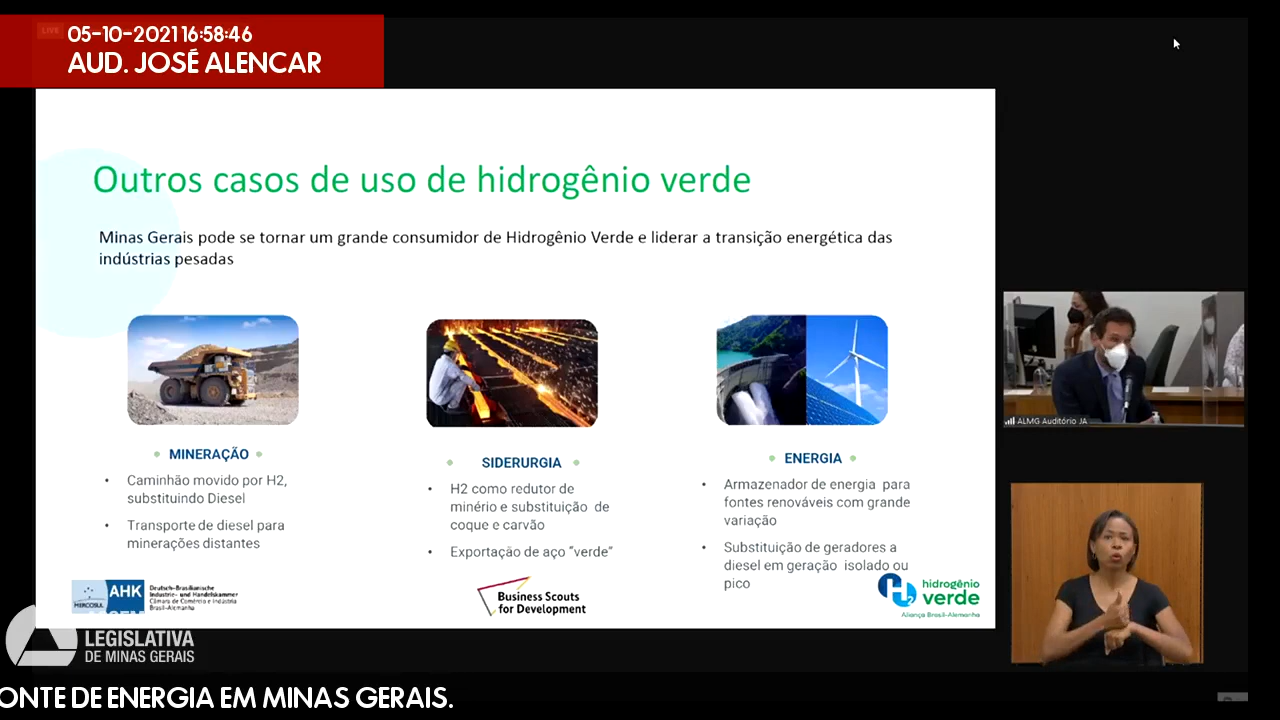 LIVE
05-10-2021 16:58:46
AUD. JOSÉ ALENCAR
Outros casos de uso de hidrogênio verde
Minas Gerais pode se tornar um grande consumidor de Hidrogênio Verde e liderar a transição energética das
indústrias pesadas
• MINERAÇÃO •
• Caminhão movido por H2,
substituindo Diesel
• Transporte de diesel para
minerações distantes
• SIDERURGIA •
• H2 como redutor de
minério e substituição de
coque e carvão
• Exportação de aço "verde"
• ENERGIA •
• Armazenador de energia para
fontes renováveis com grande
variação
• Substituição de geradores a
diesel em geração isolado ou
pico
MERCOSUL
AHK
Deutsch-Brasilianische
Industrie- und Handelskammer
Câmara de Comércio e Indústria
Brasil-Alemanha
Business Scouts
for Development
hidrogênio
verde
Aliança Brasil-Alemanha
ALMG Auditório JA
LEGISLATIVA
DE MINAS GERAIS
ONTE DE ENERGIA EM MINAS GERAIS.